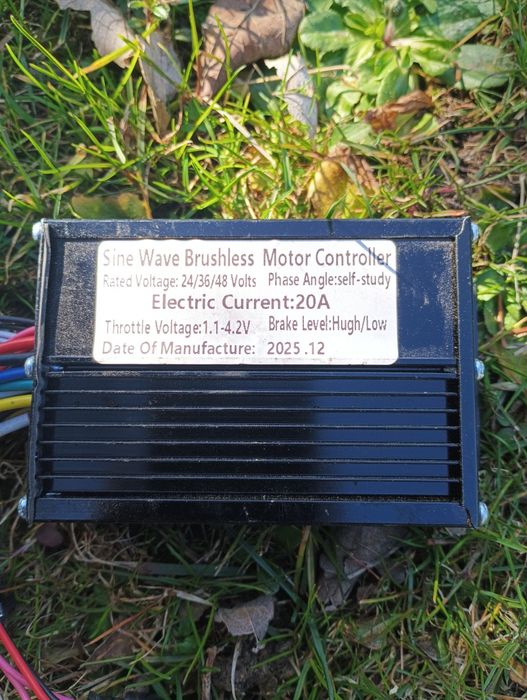 Sine Wave Brushless Motor Controller
Rated Voltage: 24/36/48 Volts Phase Angle:self-study
Electric Current:20A
Throttle Voltage:1.1-4.2V Brake Level:Hugh/Low
Date Of Manufacture: 2025.12